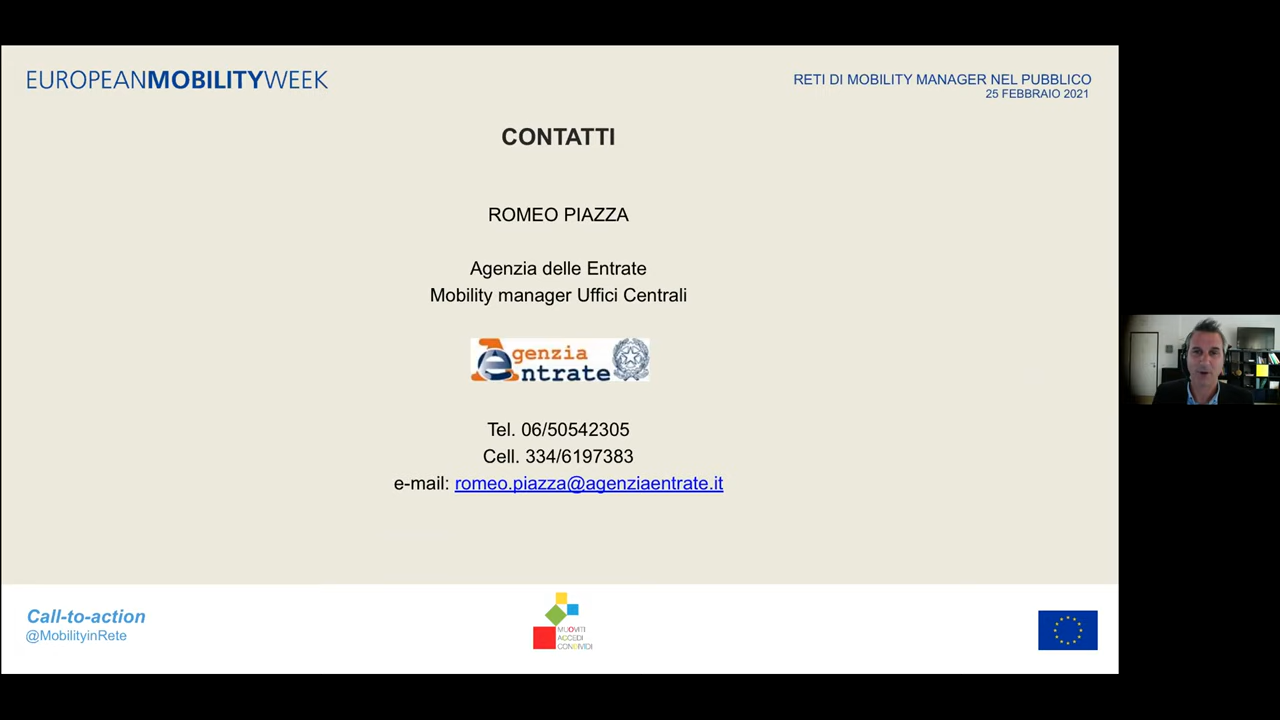 EUROPEANMOBILITYWEEK
RETI DI MOBILITY MANAGER NEL PUBBLICO
25 FEBBRAIO 2021
CONTATTI
ROMEO PIAZZA
Agenzia delle Entrate
Mobility manager Uffici Centrali
Agenzia
Entrate
Tel. 06/50542305
Cell. 334/6197383
e-mail: romeo.piazza@agenziaentrate.it
Call-to-action
@MobilityinRete
MUOVITI
ACCEDI
CONDIVIDI